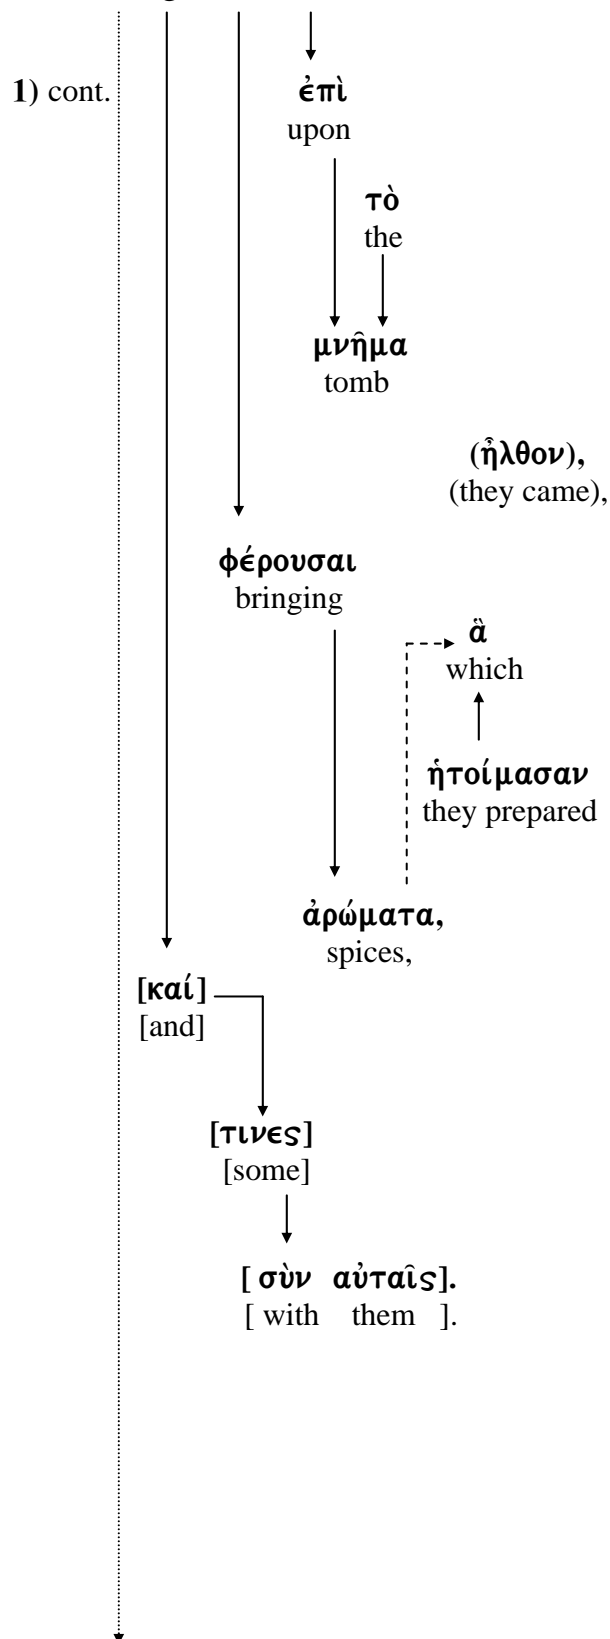 1) cont.
ἐπὶ
upon
τὸ
the
μνῆμα
tomb
(ἦλθον),
(they came),
φέρουσαι
bringing
ἃ
which
ἡτοίμασαν
they prepared
ἀρώματα,
spices,
[καί]
[and]
[τινες]
[some]
[ σὺν αὐταῖς].
[ with them ].